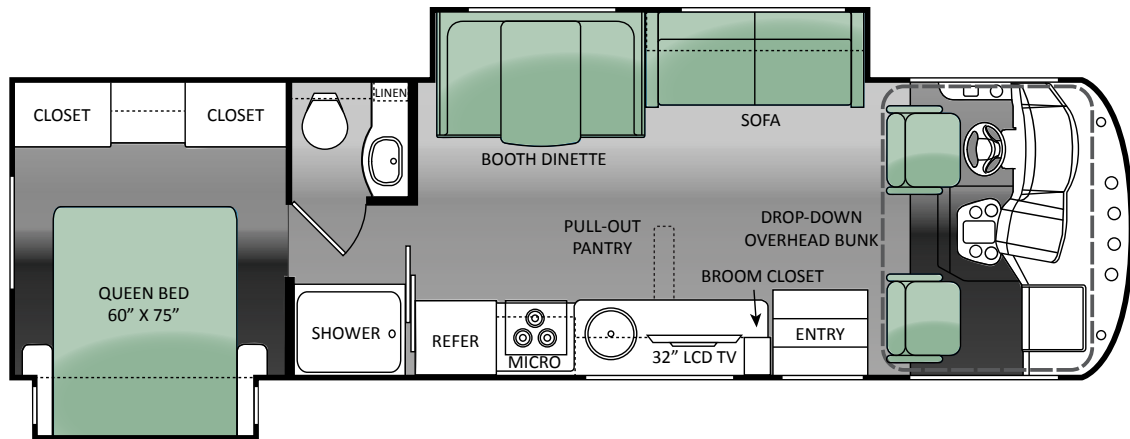 CLOSET
CLOSET
LINEN
BOOTH DINETTE
SOFA
PULL-OUT
PANTRY
DROP-DOWN
OVERHEAD BUNK
BROOM CLOSET
QUEEN BED
60” X 75”
SHOWER
REFER
MICRO
32” LCD TV
ENTRY